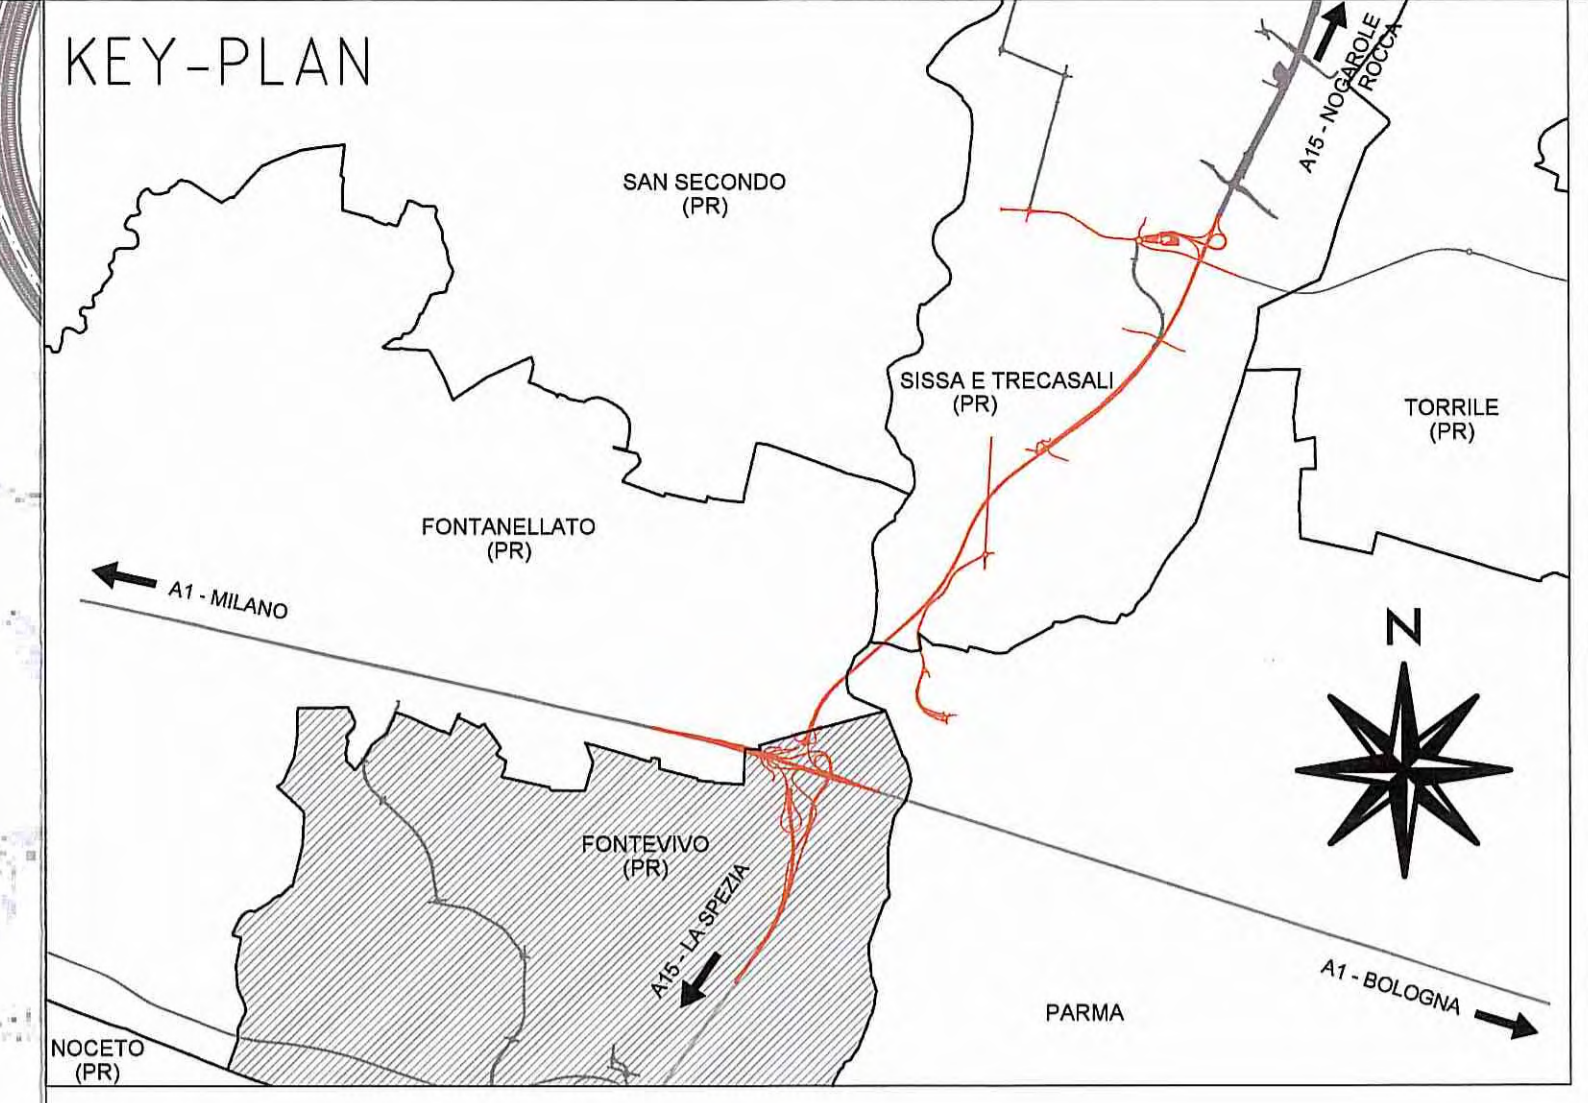 KEY-PLAN
A15 - NOGAROLE
ROCCA
SAN SECONDO
(PR)
SISSA E TRECASALI
(PR)
TORRILE
(PR)
FONTANELLATO
(PR)
A1 - MILANO
N
FONTEVIVO
(PR)
A15 - LA SPEZIA
A1 - BOLOGNA
PARMA
NOCETO
(PR)